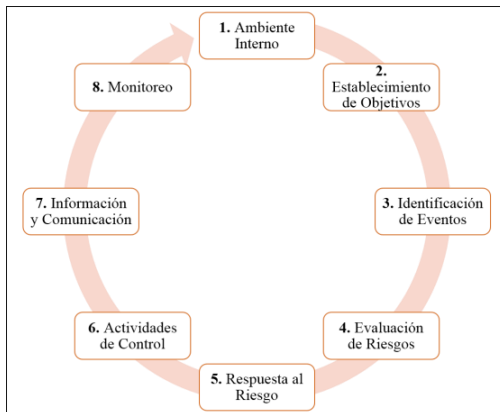 1. Ambiente
Interno
2.
Establecimiento
de Objetivos
3. Identificación
de Eventos
4. Evaluación
de Riesgos
5. Respuesta al
Riesgo
6. Actividades
de Control
7. Información
y Comunicación
8. Monitoreo